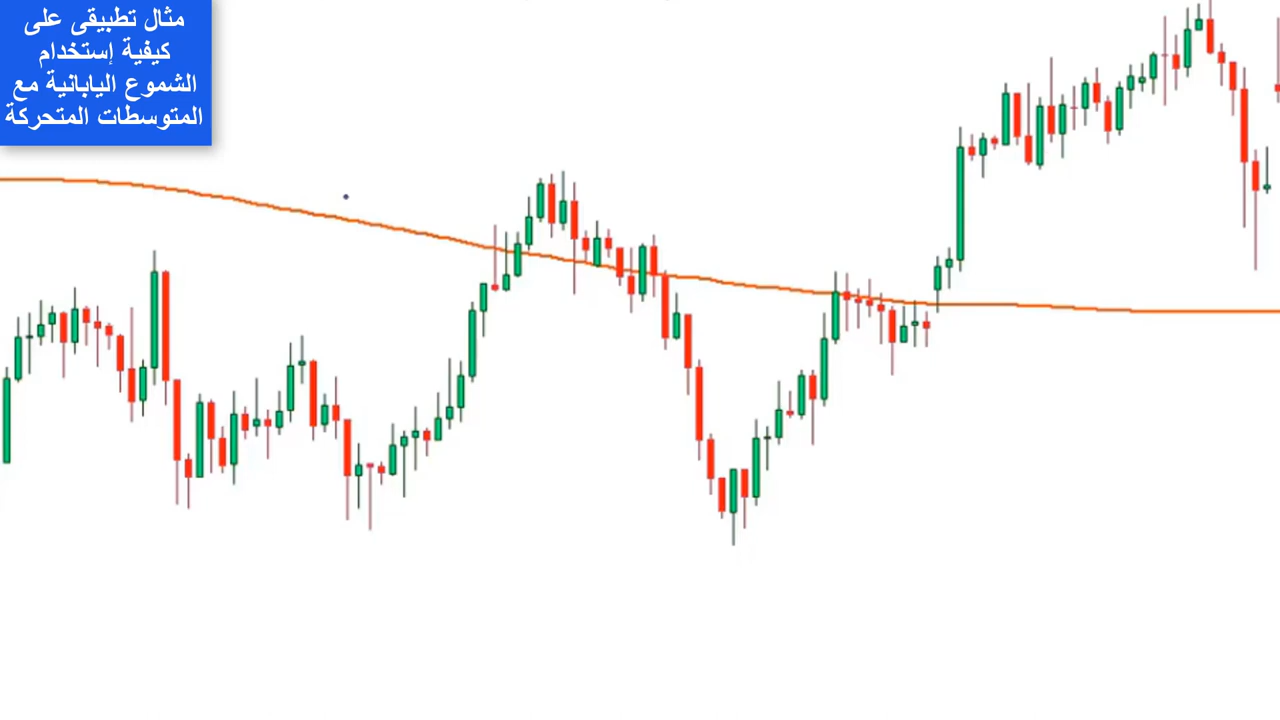 مثال تطبيقى على
كيفية إستخدام
الشموع اليابانية مع
المتوسطات المتحركة